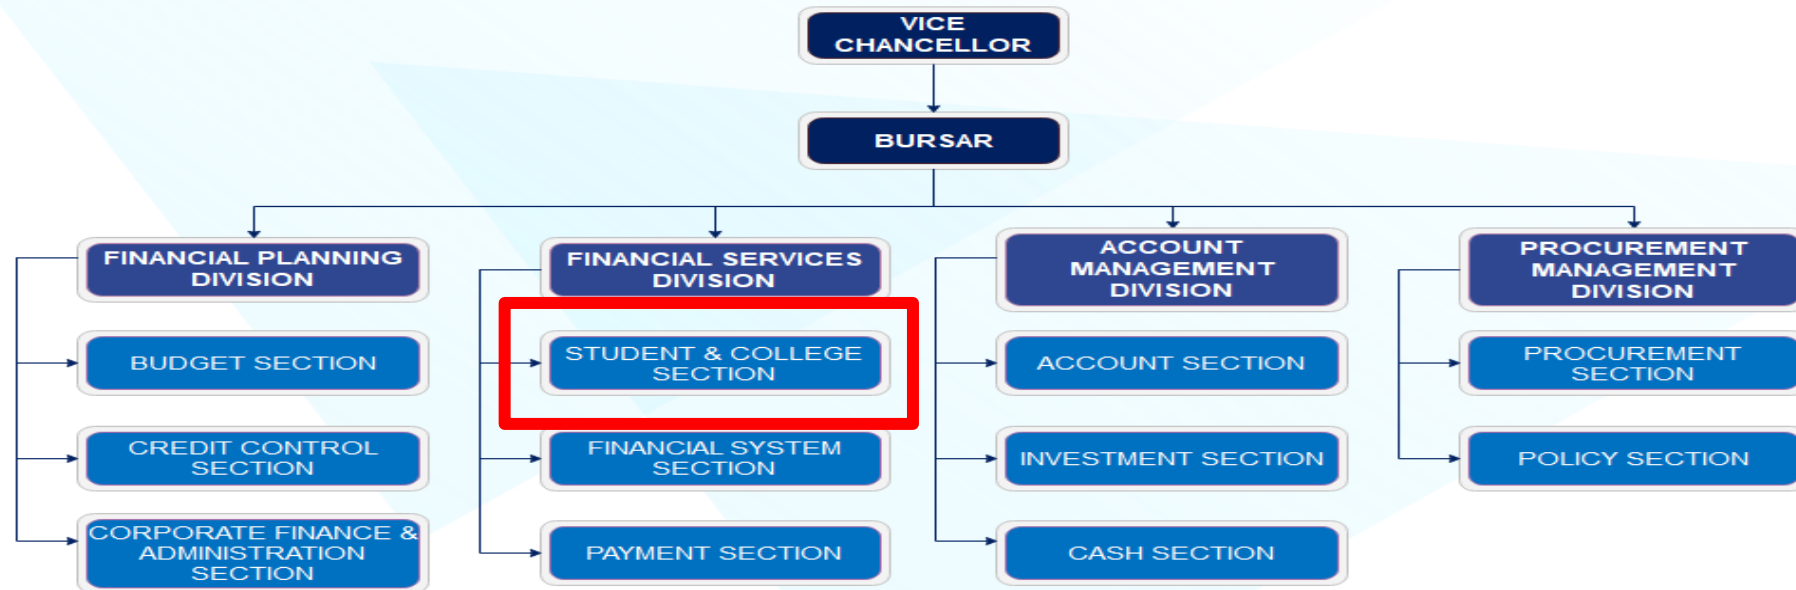 VICE
CHANCELLOR
BURSAR
FINANCIAL PLANNING
DIVISION
FINANCIAL SERVICES
DIVISION
ACCOUNT
MANAGEMENT
DIVISION
PROCUREMENT
MANAGEMENT
DIVISION
BUDGET SECTION
STUDENT & COLLEGE
SECTION
ACCOUNT SECTION
PROCUREMENT
SECTION
CREDIT CONTROL
SECTION
FINANCIAL SYSTEM
SECTION
INVESTMENT SECTION
POLICY SECTION
CORPORATE FINANCE &
ADMINISTRATION
SECTION
PAYMENT SECTION
CASH SECTION